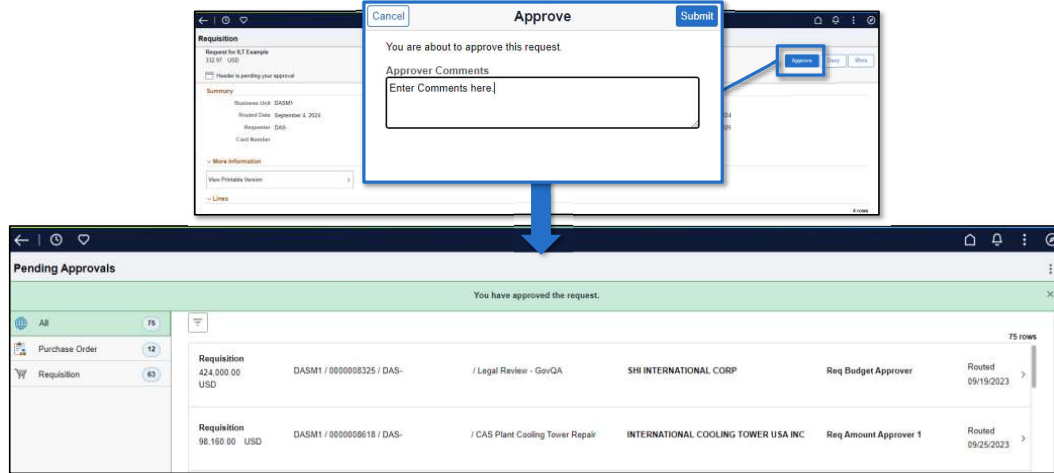 Cancel
Approve
Submit
You are about to approve this request.
Approver Comments
Enter Comments here.
Requisition
Request for ILT Example
332.97 USD
Header is pending your approval
Approve
Deny
More
Summary
Business Unit DASM1
Routed Date September 4, 2024
Requester DAS-
Card Number
More Information
View Printable Version
Lines
4 rows
Pending Approvals
You have approved the request.
All 75
Purchase Order 12
Requisition 63
75 rows
Requisition
424,000.00
USD
DASM1 / 0000008325 / DAS-
/ Legal Review - GovQA
SHI INTERNATIONAL CORP
Req Budget Approver
Routed
09/19/2023
Requisition
98,160.00 USD
DASM1 / 0000008618 / DAS-
/ CAS Plant Cooling Tower Repair
INTERNATIONAL COOLING TOWER USA INC
Req Amount Approver 1
Routed
09/25/2023